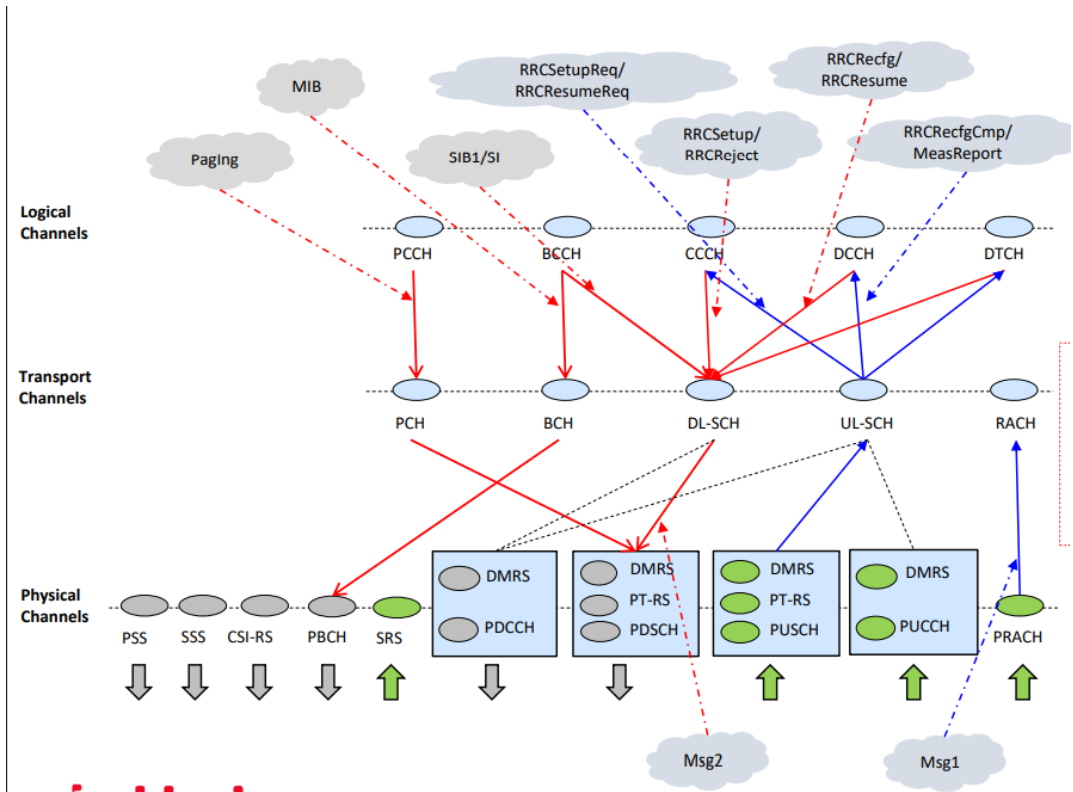 MIB
RRCSetupReq/
RRCResumeReq
RRCRecfg/
RRCResume
Paging
SIB1/SI
RRCSetup/
RRCReject
RRCRecfgCmp/
MeasReport
Logical
Channels
PCCH
BCCH
CCCH
DCCH
DTCH
Transport
Channels
PCH
BCH
DL-SCH
UL-SCH
RACH
Physical
Channels
PSS
SSS
CSI-RS
PBCH
SRS
DMRS
PDCCH
DMRS
PT-RS
PDSCH
DMRS
PT-RS
PUSCH
DMRS
PUCCH
PRACH
Msg2
Msg1